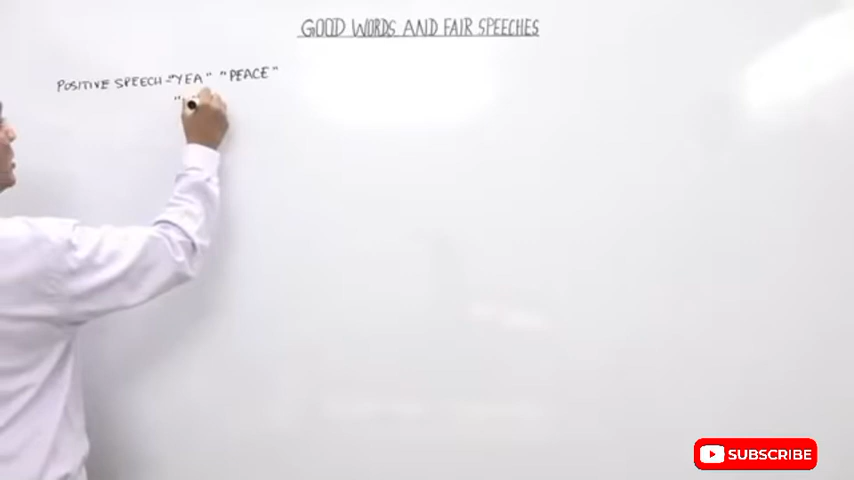 GOOD WORDS AND FAIR SPEECHES
POSITIVE SPEECH - "YEA" "PEACE"
SUBSCRIBE